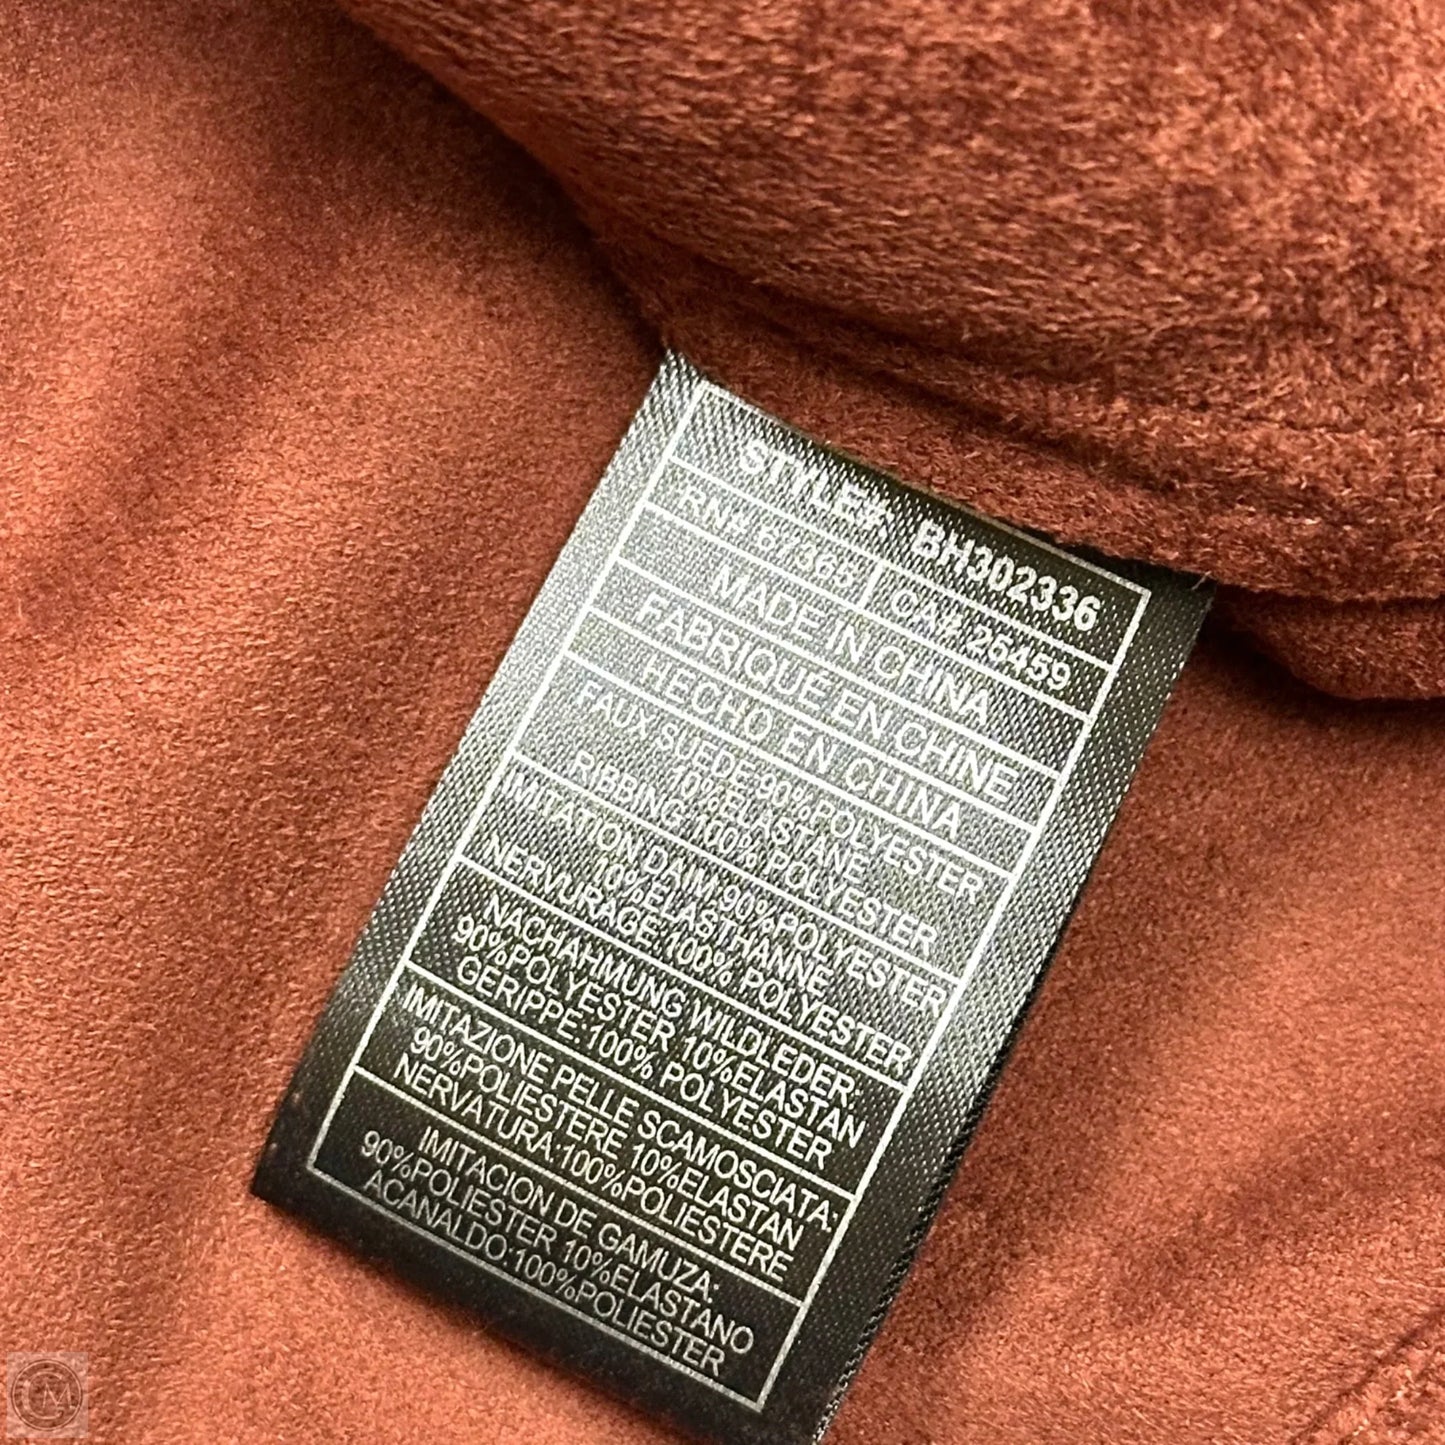 STYLE#: BH302336
RN# 67365 CA# 25459
MADE IN CHINA
FABRIQUÉ EN CHINE
HECHO EN CHINA
FAUX SUEDE:90%POLYESTER
10%ELASTANE
RIBBING:100% POLYESTER
IMITATION DAIM:90%POLYESTER
10%ELASTHANNE
NERVURAGE:100% POLYESTER
NACHAHMUNG WILDLEDER:
90%POLYESTER 10%ELASTAN
GERIPPE:100% POLYESTER
IMITAZIONE PELLE SCAMOSCIATA:
90%POLIESTERE 10%ELASTAN
NERVATURA:100%POLIESTERE
IMITACION DE GAMUZA:
90%POLIESTER 10%ELASTANO
ACANALDO:100%POLIESTER